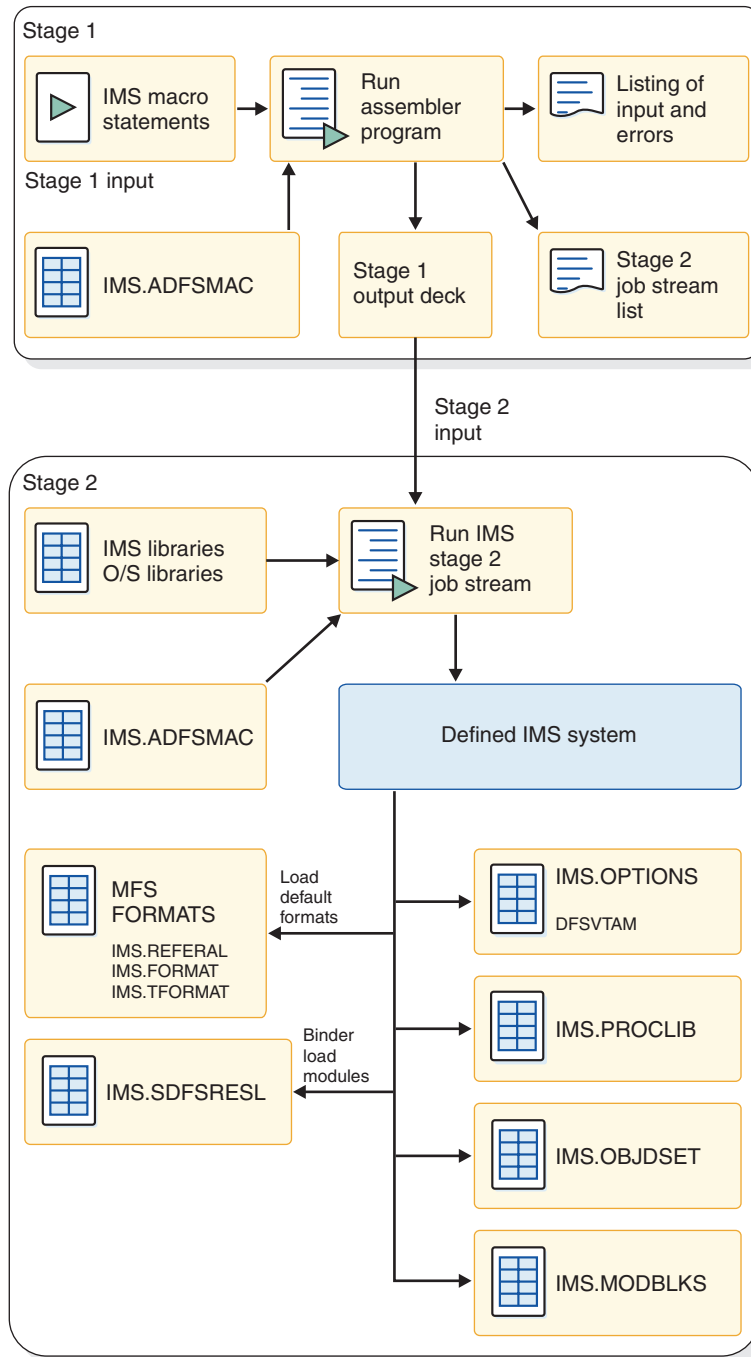 Stage 1
IMS macro
statements
Run
assembler
program
Listing of
input and
errors
Stage 1 input
IMS.ADFSMAC
Stage 1
output deck
Stage 2
job stream
list
Stage 2
input
Stage 2
IMS libraries
O/S libraries
Run IMS
stage 2
job stream
IMS.ADFSMAC
Defined IMS system
MFS
FORMATS
IMS.REFERAL
IMS.FORMAT
IMS.TFORMAT
Load
default
formats
IMS.OPTIONS
DFSVTAM
IMS.PROCLIB
Binder
load
modules
IMS.SDFSRESL
IMS.OBJDSET
IMS.MODBLKS